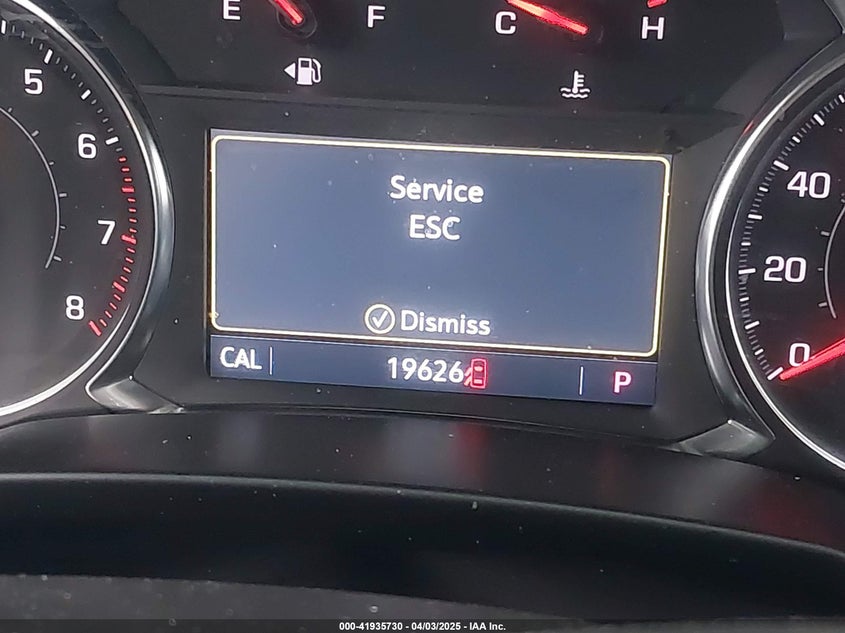 E F C H
5
6
7
8
Service
ESC
Dismiss
CAL 19626 P
40
20
0
000-41935730 - 04/03/2025 - IAA Inc.